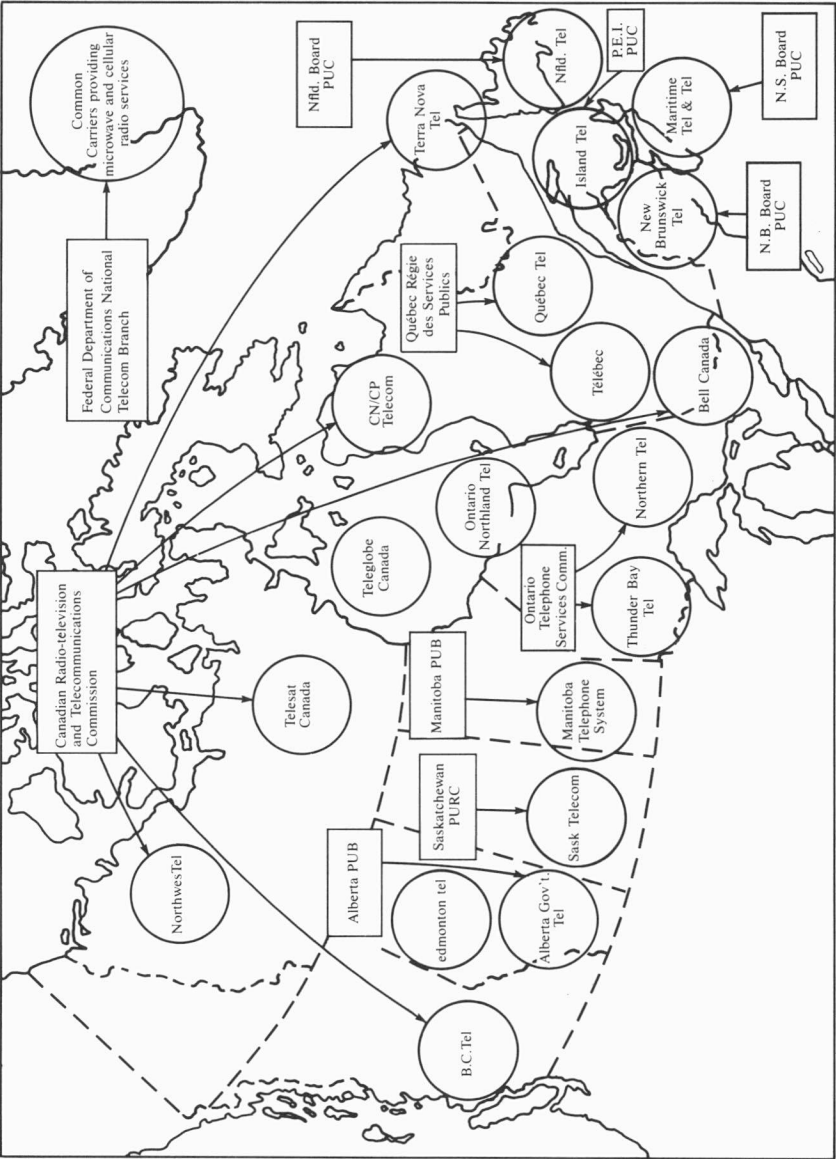 Canadian Radio-television
and Telecommunications
Commission
Federal Department of
Communications National
Telecom Branch
Common
Carriers providing
microwave and cellular
radio services
NorthwesTel
Telesat
Canada
Teleglobe
Canada
CN/CP
Telecom
Terra Nova
Tel
Nfld. Board
PUC
Nfld. Tel
P.E.I.
PUC
Island Tel
Maritime
Tel & Tel
N.S. Board
PUC
New
Brunswick
Tel
N.B. Board
PUC
Québec Régie
des Services
Publics
Québec Tel
Télébec
Bell Canada
Ontario
Northland Tel
Northern Tel
Ontario
Telephone
Services Comm.
Thunder Bay
Tel
Manitoba PUB
Manitoba
Telephone
System
Saskatchewan
PURC
Sask Telecom
Alberta PUB
edmonton tel
Alberta Gov't.
Tel
B.C.Tel